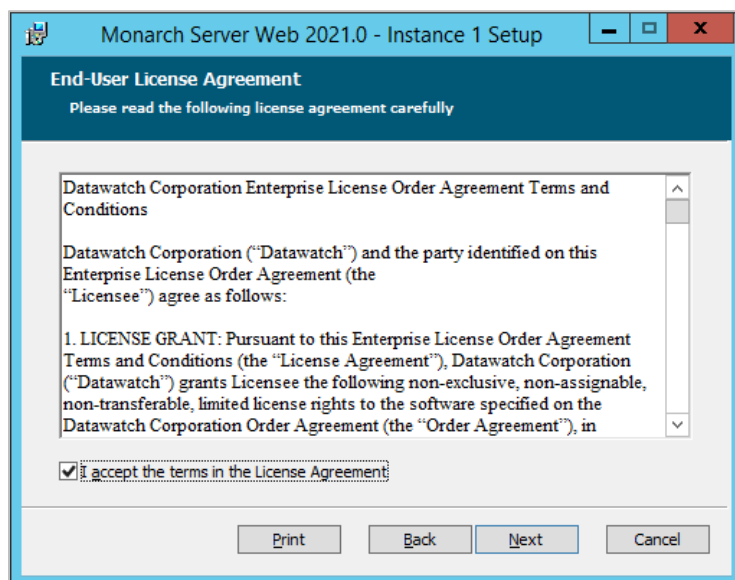 Monarch Server Web 2021.0 - Instance 1 Setup
End-User License Agreement
Please read the following license agreement carefully
Datawatch Corporation Enterprise License Order Agreement Terms and
Conditions
Datawatch Corporation (“Datawatch”) and the party identified on this
Enterprise License Order Agreement (the
“Licensee”) agree as follows:
1. LICENSE GRANT: Pursuant to this Enterprise License Order Agreement
Terms and Conditions (the “License Agreement”), Datawatch Corporation
(“Datawatch”) grants Licensee the following non-exclusive, non-assignable,
non-transferable, limited license rights to the software specified on the
Datawatch Corporation Order Agreement (the “Order Agreement”), in
I accept the terms in the License Agreement
Print Back Next Cancel